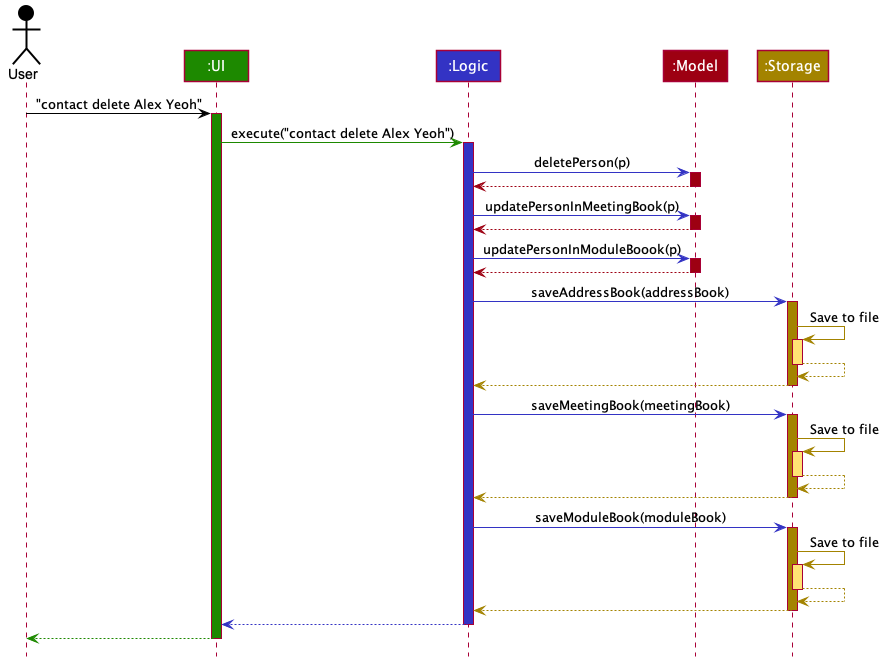 User
:UI
:Logic
:Model
:Storage
"contact delete Alex Yeoh"
execute("contact delete Alex Yeoh")
deletePerson(p)
updatePersonInMeetingBook(p)
updatePersonInModuleBoook(p)
saveAddressBook(addressBook)
Save to file
saveMeetingBook(meetingBook)
Save to file
saveModuleBook(moduleBook)
Save to file